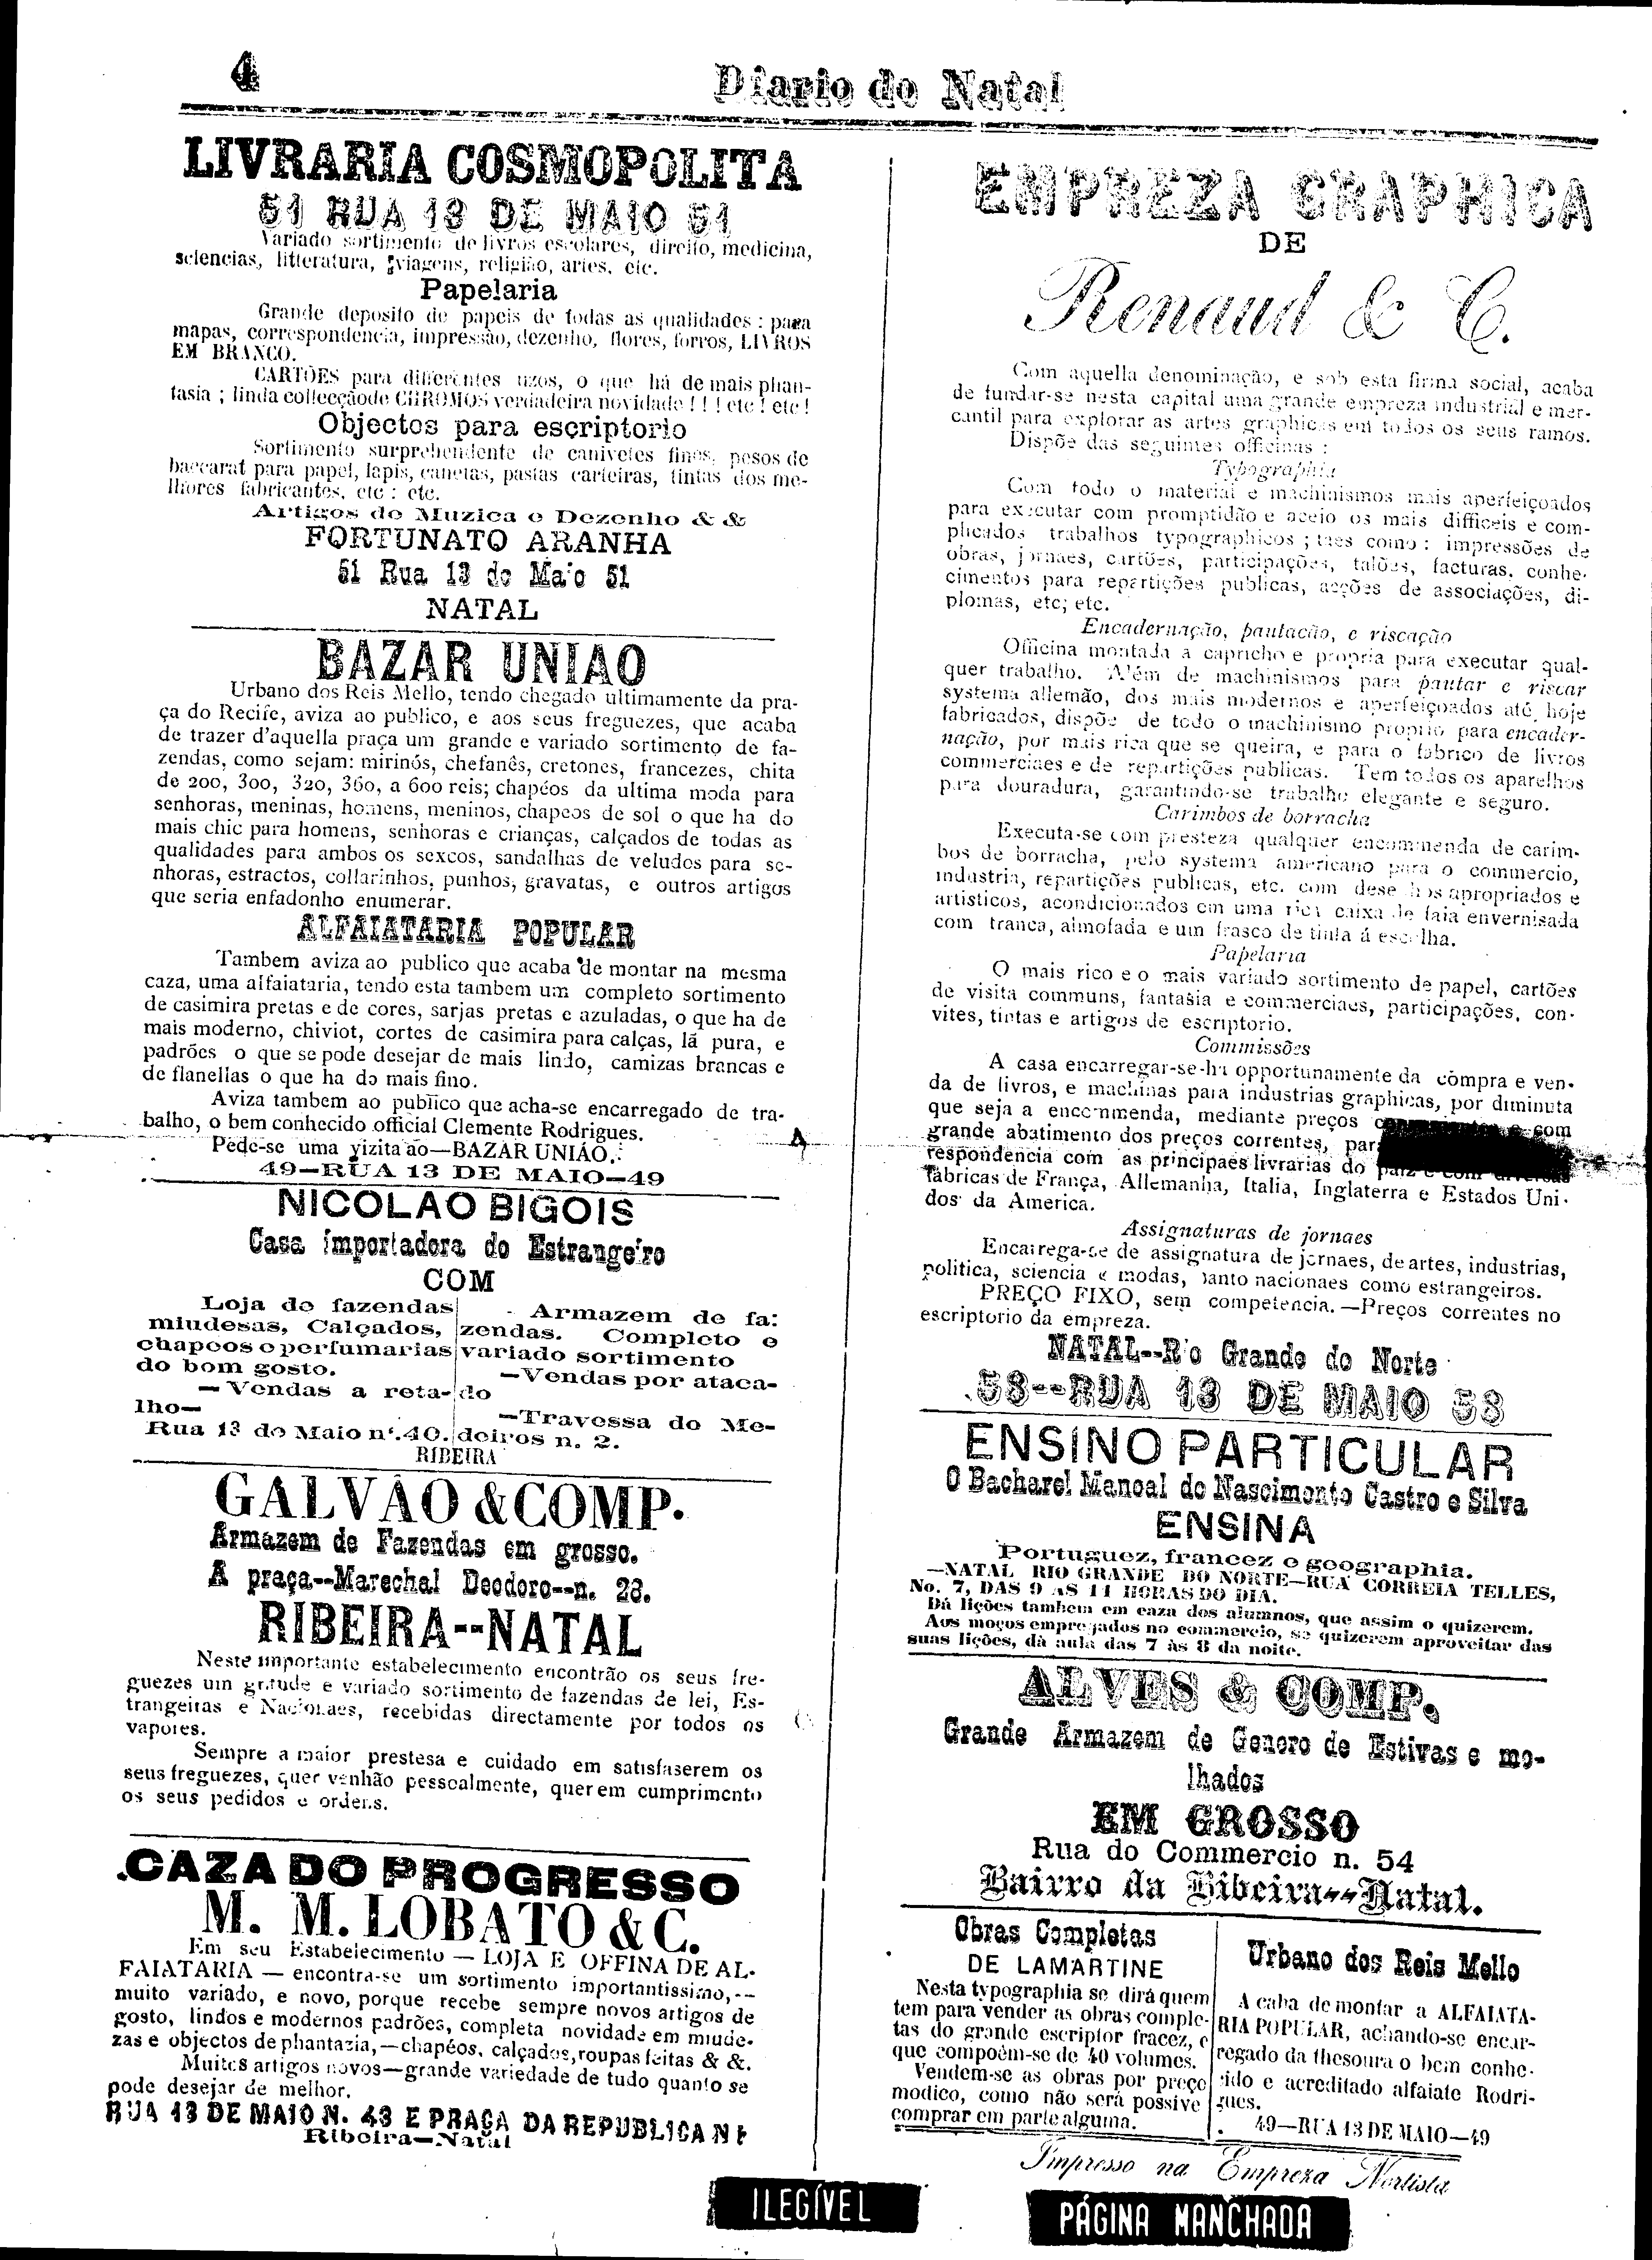 4
Diario do Natal
LIVRARIA COSMOPOLITA
51 RUA 13 DE MAIO 51
Variado sortimento de livros escolares, direito, medicina,
sciencias, litteratura, viagens, religião, artes, etc.
Papelaria
Grande deposito de papeis de todas as qualidades : para
mapas, correspondencia, impressão, dezenho, flores, forros, LIVROS
EM BRANCO.
CARTÕES para differentes uzos, o que há de mais phan-
tasia ; linda collecçãode CHROMOS verdadeira novidade ! ! ! etc ! etc !
Objectos para escriptorio
Sortimento surprehendente de canivetes finos, pesos de
baccarat para papel, lapis, canetas, pastas carteiras, tintas dos me-
lhores fabricantes, etc : etc.
Artigos de Muzica e Dezenho & &
FORTUNATO ARANHA
51 Rua 13 de Maio 51
NATAL
BAZAR UNIAO
Urbano dos Reis Mello, tendo chegado ultimamente da pra-
ça do Recife, aviza ao publico, e aos seus freguezes, que acaba
de trazer d'aquella praça um grande e variado sortimento de fa-
zendas, como sejam: mirinós, chefanês, cretones, francezes, chita
de 200, 300, 320, 360, a 600 reis; chapéos da ultima moda para
senhoras, meninas, homens, meninos, chapeos de sol o que ha do
mais chic para homens, senhoras e crianças, calçados de todas as
qualidades para ambos os sexcos, sandalhas de veludos para se-
nhoras, estractos, collarinhos, punhos, gravatas, e outros artigos
que seria enfadonho enumerar.
ALFAIATARIA POPULAR
Tambem aviza ao publico que acaba de montar na mesma
caza, uma alfaiataria, tendo esta tambem um completo sortimento
de casimira pretas e de cores, sarjas pretas e azuladas, o que ha de
mais moderno, chiviot, cortes de casimira para calças, lã pura, e
padrões o que se pode desejar de mais lindo, camizas brancas e
de flanellas o que ha do mais fino.
Aviza tambem ao publico que acha-se encarregado de tra-
balho, o bem conhecido official Clemente Rodrigues.
Pede-se uma vizita ao—BAZAR UNIÃO.
49—RUA 13 DE MAIO—49
NICOLAO BIGOIS
Casa importadora do Estrangeiro
COM
Loja de fazendas
miudesas, Calçados,
chapeos e perfumarias
do bom gosto.
—Vendas a reta-
lho—
Rua 13 de Maio n.40.
Armazem de fa:
zendas. Completo e
variado sortimento
—Vendas por ataca-
do
—Travessa do Me-
deiros n. 2.
RIBEIRA
GALVÃO & COMP.
Armazem de Fazendas em grosso.
A praça--Marechal Deodoro--n. 28.
RIBEIRA--NATAL
Neste importante estabelecimento encontrão os seus fre-
guezes um grande e variado sortimento de fazendas de lei, Es-
trangeiras e Nacionaes, recebidas directamente por todos os
vapores.
Sempre a maior prestesa e cuidado em satisfaserem os
seus freguezes, quer venhão pessoalmente, quer em cumprimento
os seus pedidos e ordens.
CAZA DO PROGRESSO
M. M. LOBATO & C.
Em seu Estabelecimento — LOJA E OFFINA DE AL-
FAIATARIA — encontra-se um sortimento importantissimo,--
muito variado, e novo, porque recebe sempre novos artigos de
gosto, lindos e modernos padrões, completa novidade em miude-
zas e objectos de phantazia,—chapéos, calçados, roupas feitas & &.
Muitos artigos novos—grande variedade de tudo quanto se
pode desejar de melhor.
RUA 13 DE MAIO N. 43 E PRAÇA DA REPUBLICA N
Ribeira—Natal
EMPREZA GRAPHICA
DE
Renaud & C.
Com aquella denominação, e sob esta firma social, acaba
de fundar-se nesta capital uma grande empreza industrial e mer-
cantil para explorar as artes graphicas em todos os seus ramos.
Dispõe das seguintes officinas :
Typographia
Com todo o material e machinismos mais aperfeiçoados
para executar com promptidão e aceio os mais difficeis e com-
plicados trabalhos typographicos ; taes como : impressões de
obras, jornaes, cartões, participações, talões, facturas, conhe-
cimentos para repartições publicas, acções de associações, di-
plomas, etc; etc.
Encadernação, pautacão, e riscação
Officina montada a capricho e propria para executar qual-
quer trabalho. Além de machinismos para pautar e riscar
systema allemão, dos mais modernos e aperfeiçoados até hoje
fabricados, dispõe de todo o machinismo proprio para encader-
nação, por mais rica que se queira, e para o fabrico de livros
commerciaes e de repartições publicas. Tem todos os aparelhos
para douradura, garantindo-se trabalho elegante e seguro.
Carimbos de borracha
Executa-se com presteza qualquer encommenda de carim-
bos de borracha, pelo systema americano para o commercio,
industria, repartições publicas, etc. com dese hos apropriados e
artisticos, acondicionados em uma rica caixa de faia envernisada
com tranca, almofada e um frasco de tinta á escolha.
Papelaria
O mais rico e o mais variado sortimento de papel, cartões
de visita communs, fantasia e commerciaes, participações, con-
vites, tintas e artigos de escriptorio.
Commissões
A casa encarregar-se-ha opportunamente da compra e ven-
da de livros, e machinas para industrias graphicas, por diminuta
que seja a encommenda, mediante preços com
grande abatimento dos preços correntes, par
respondencia com as principaes livrarias do paiz e com diversas
fabricas de França, Allemanha, Italia, Inglaterra e Estados Uni-
dos da America.
Assignaturas de jornaes
Encarrega-se de assignatura de jornaes, de artes, industrias,
politica, sciencia e modas, tanto nacionaes como estrangeiros.
PREÇO FIXO, sem competencia.—Preços correntes no
escriptorio da empreza.
NATAL--Rio Grande do Norte
58--RUA 13 DE MAIO 58
ENSINO PARTICULAR
O Bacharel Manoel do Nascimento Castro e Silva
ENSINA
Portuguez, francez e geographia.
—NATAL RIO GRANDE DO NORTE—RUA CORREIA TELLES,
No. 7, DAS 9 AS 11 HORAS DO DIA.
Dá lições tambem em caza dos alumnos, que assim o quizerem.
Aos moços empregados no commercio, se quizerem aproveitar das
suas lições, dá aula das 7 às 8 da noite.
ALVES & COMP.
Grande Armazem de Genero de Estivas e mo-
lhados
EM GROSSO
Rua do Commercio n. 54
Bairro da Ribeira--Natal.
Obras Completas
DE LAMARTINE
Nesta typographia se dirá quem
tem para vender as obras comple-
tas do grande escriptor fracez, e
que compoem-se de 40 volumes.
Vendem-se as obras por preço
modico, como não será possive
comprar em parte alguma.
Urbano dos Reis Mello
A caba de montar a ALFAIATA-
RIA POPULAR, achando-se encar-
regado da thesoura o bem conhe-
cido e acreditado alfaiate Rodri-
gues.
49—RUA 13 DE MAIO—49
Impresso na Empreza Nortista
ILEGÍVEL
PÁGINA MANCHADA